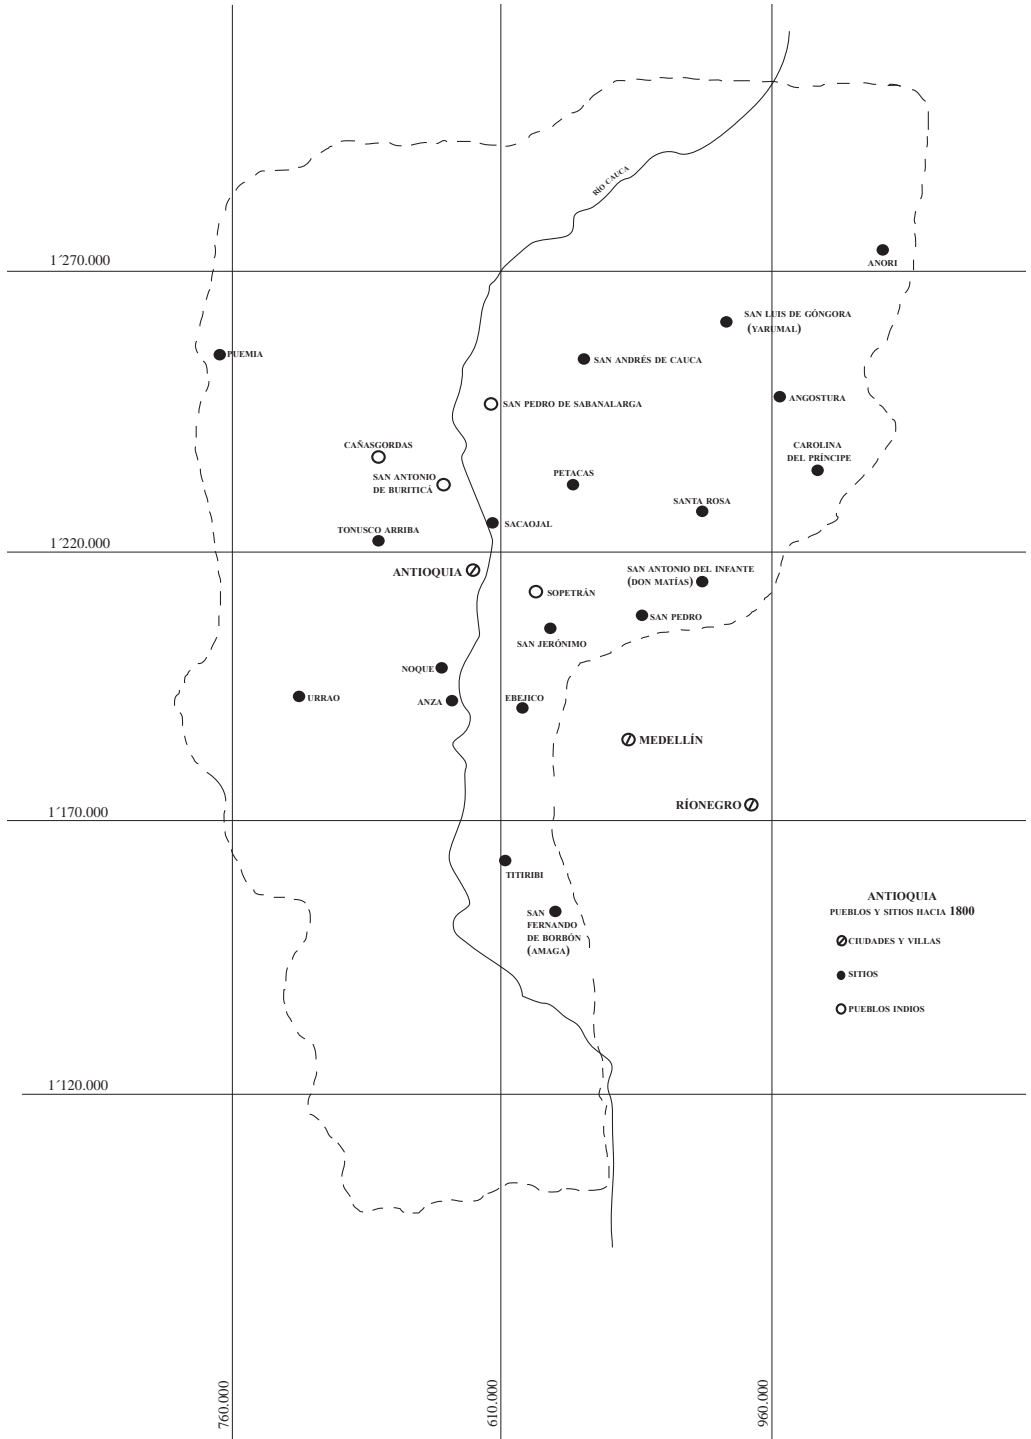 RÍO CAUCA
1´270.000
ANORI
SAN LUIS DE GÓNGORA
(YARUMAL)
PUEMIA
SAN ANDRÉS DE CAUCA
ANGOSTURA
SAN PEDRO DE SABANALARGA
CAÑASGORDAS
CAROLINA
DEL PRÍNCIPE
SAN ANTONIO
DE BURITICÁ
PETACAS
SANTA ROSA
SACAOJAL
TONUSCO ARRIBA
1´220.000
ANTIOQUIA
SAN ANTONIO DEL INFANTE
(DON MATÍAS)
SOPETRÁN
SAN PEDRO
SAN JERÓNIMO
NOQUE
URRAO
ANZA
EBEJICO
MEDELLÍN
RÍONEGRO
1´170.000
TITIRIBI
SAN
FERNANDO
DE BORBÓN
(AMAGA)
ANTIOQUIA
PUEBLOS Y SITIOS HACIA 1800
CIUDADES Y VILLAS
SITIOS
PUEBLOS INDIOS
1´120.000
760.000
610.000
960.000